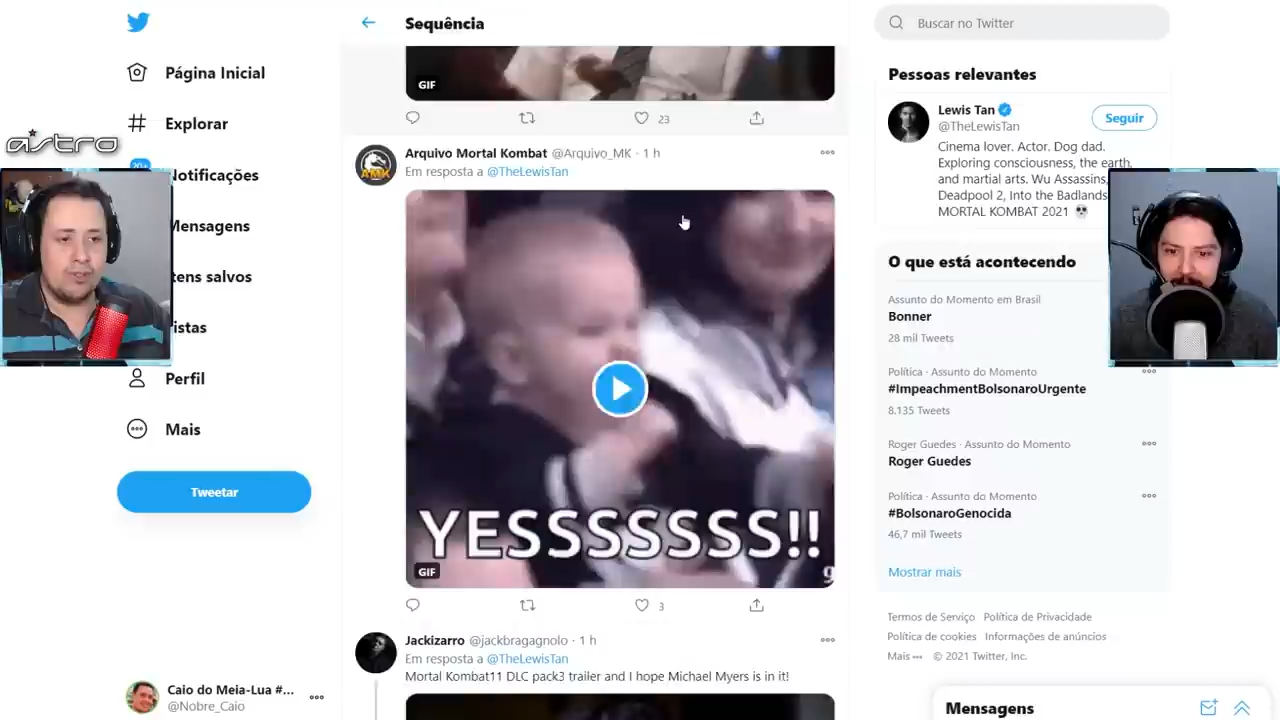 Página Inicial
Explorar
20+
Notificações
Mensagens
tens salvos
istas
Perfil
Mais
Tweetar
Caio do Meia-Lua #...
@Nobre_Caio
astro
Sequência
GIF
23
Arquivo Mortal Kombat @Arquivo_MK · 1 h
Em resposta a @TheLewisTan
AMK
YESSSSSSS!!
GIF
g
3
Jackizarro @jackbragagnolo · 1 h
Em resposta a @TheLewisTan
Mortal Kombat11 DLC pack3 trailer and I hope Michael Myers is in it!
Buscar no Twitter
Pessoas relevantes
Lewis Tan
@TheLewisTan
Seguir
Cinema lover. Actor. Dog dad.
Exploring consciousness, the earth,
and martial arts. Wu Assassins,
Deadpool 2, Into the Badlands
MORTAL KOMBAT 2021 💀
O que está acontecendo
Assunto do Momento em Brasil
Bonner
28 mil Tweets
Política · Assunto do Momento
#ImpeachmentBolsonaroUrgente
8.135 Tweets
Roger Guedes · Assunto do Momento
Roger Guedes
Política · Assunto do Momento
#BolsonaroGenocida
46,7 mil Tweets
Mostrar mais
Termos de Serviço Política de Privacidade
Política de cookies Informações de anúncios
Mais ••• © 2021 Twitter, Inc.
Mensagens